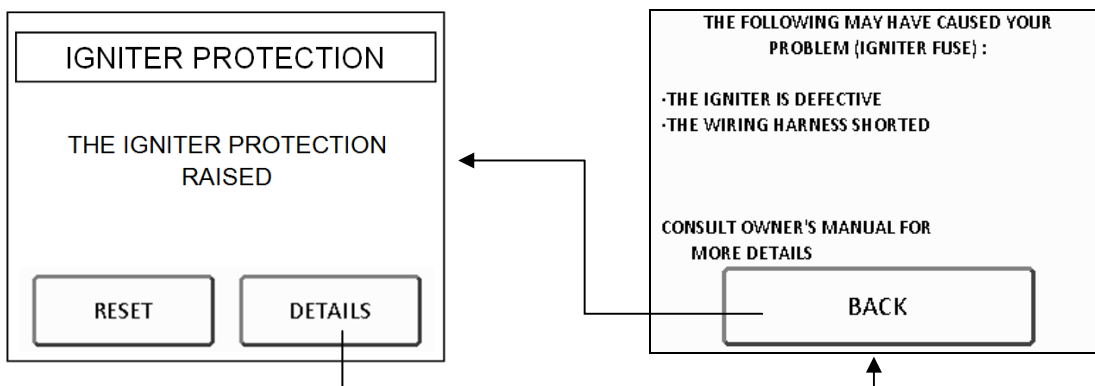 IGNITER PROTECTION
THE IGNITER PROTECTION
RAISED
RESET
DETAILS
THE FOLLOWING MAY HAVE CAUSED YOUR
PROBLEM (IGNITER FUSE) :
·THE IGNITER IS DEFECTIVE
·THE WIRING HARNESS SHORTED
CONSULT OWNER'S MANUAL FOR
MORE DETAILS
BACK